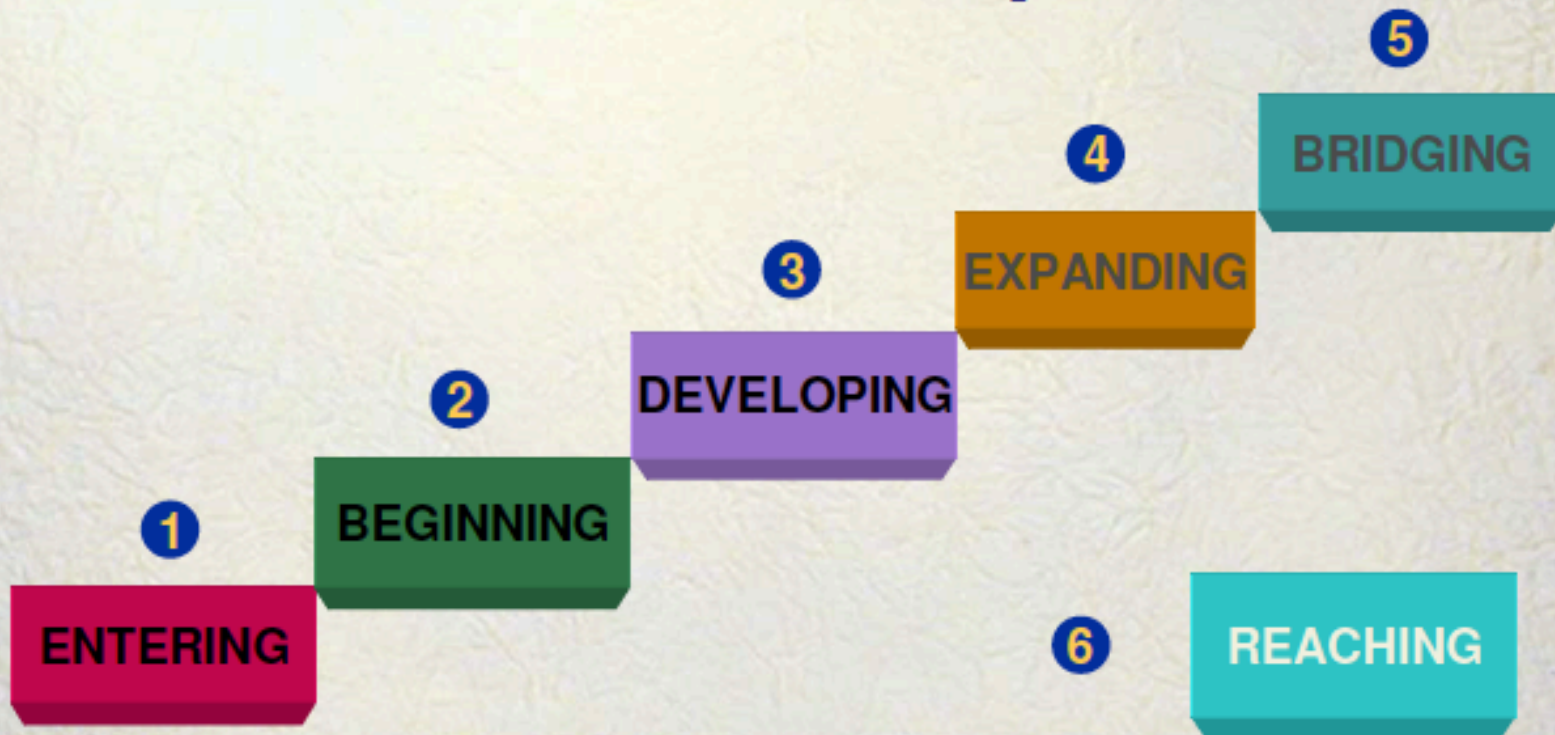 1
ENTERING
2
BEGINNING
3
DEVELOPING
4
EXPANDING
5
BRIDGING
6
REACHING